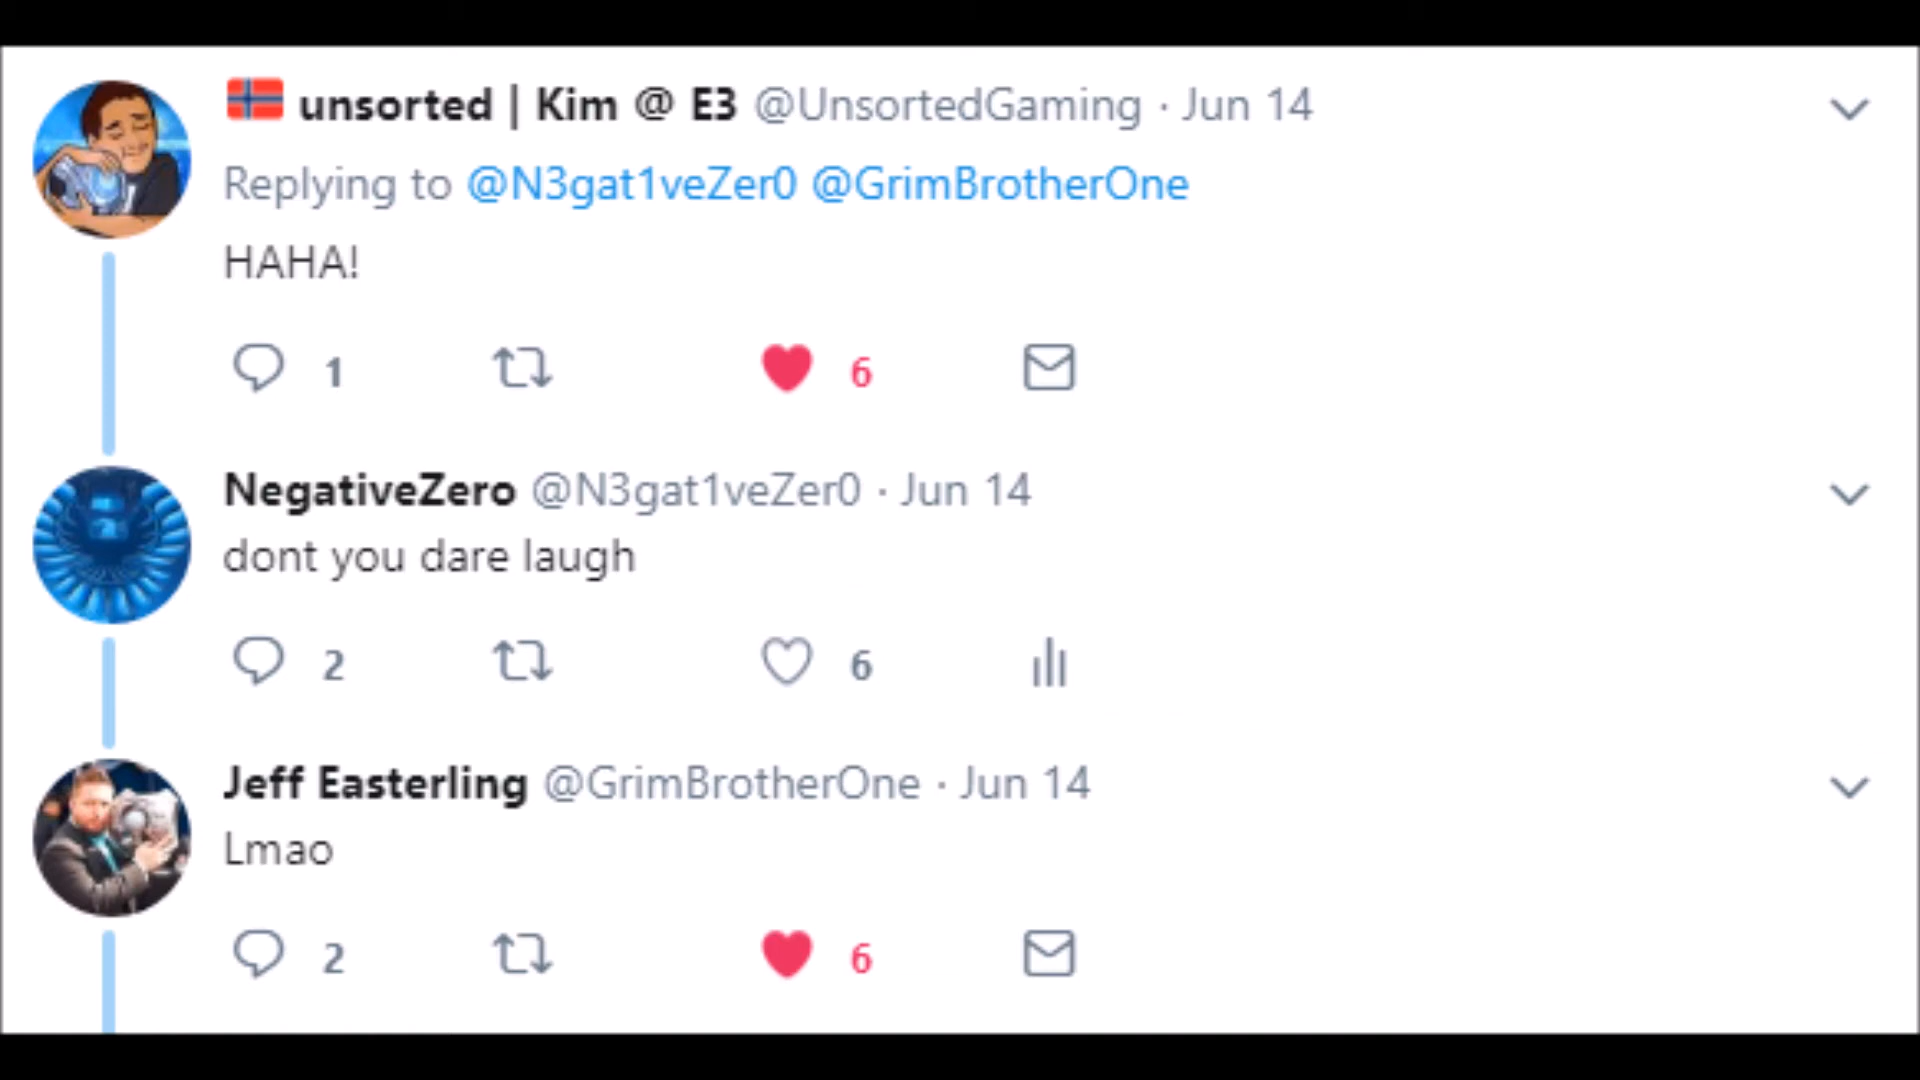 unsorted | Kim @ E3 @UnsortedGaming · Jun 14
Replying to @N3gat1veZer0 @GrimBrotherOne
HAHA!
1 6
NegativeZero @N3gat1veZer0 · Jun 14
dont you dare laugh
2 6
Jeff Easterling @GrimBrotherOne · Jun 14
Lmao
2 6